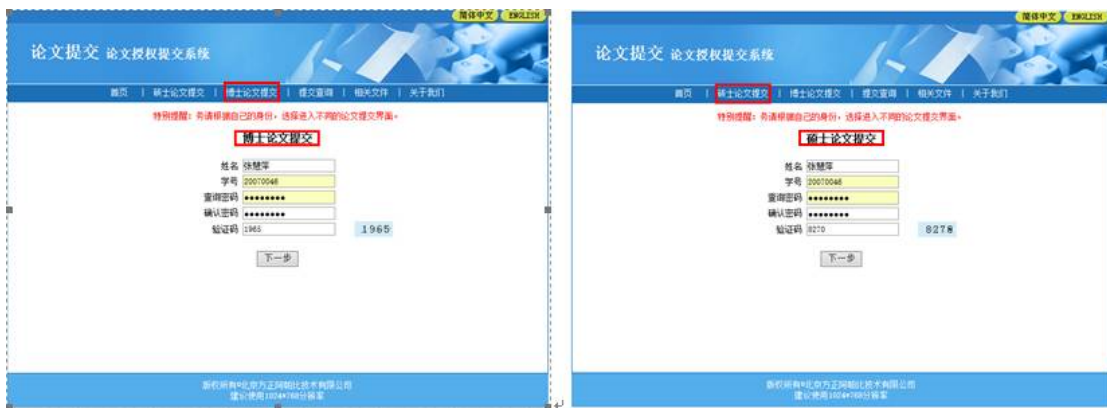 简体中文 ENGLISH
论文提交 论文授权提交系统
首页 | 硕士论文提交 | 博士论文提交 | 提交查询 | 相关文件 | 关于我们
特别提醒：务请根据自己的身份，选择进入不同的论文提交界面。
博士论文提交
姓名 张慧萍
学号 20070046
查询密码 ●●●●●●●●
确认密码 ●●●●●●●●
验证码 1965 1965
下一步
版权所有©北京方正阿帕比技术有限公司
建议使用1024*768分辨率
简体中文 ENGLISH
论文提交 论文授权提交系统
首页 | 硕士论文提交 | 博士论文提交 | 提交查询 | 相关文件 | 关于我们
特别提醒：务请根据自己的身份，选择进入不同的论文提交界面。
硕士论文提交
姓名 张慧萍
学号 20070046
查询密码 ●●●●●●●●
确认密码 ●●●●●●●●
验证码 8278 8278
下一步
版权所有©北京方正阿帕比技术有限公司
建议使用1024*768分辨率